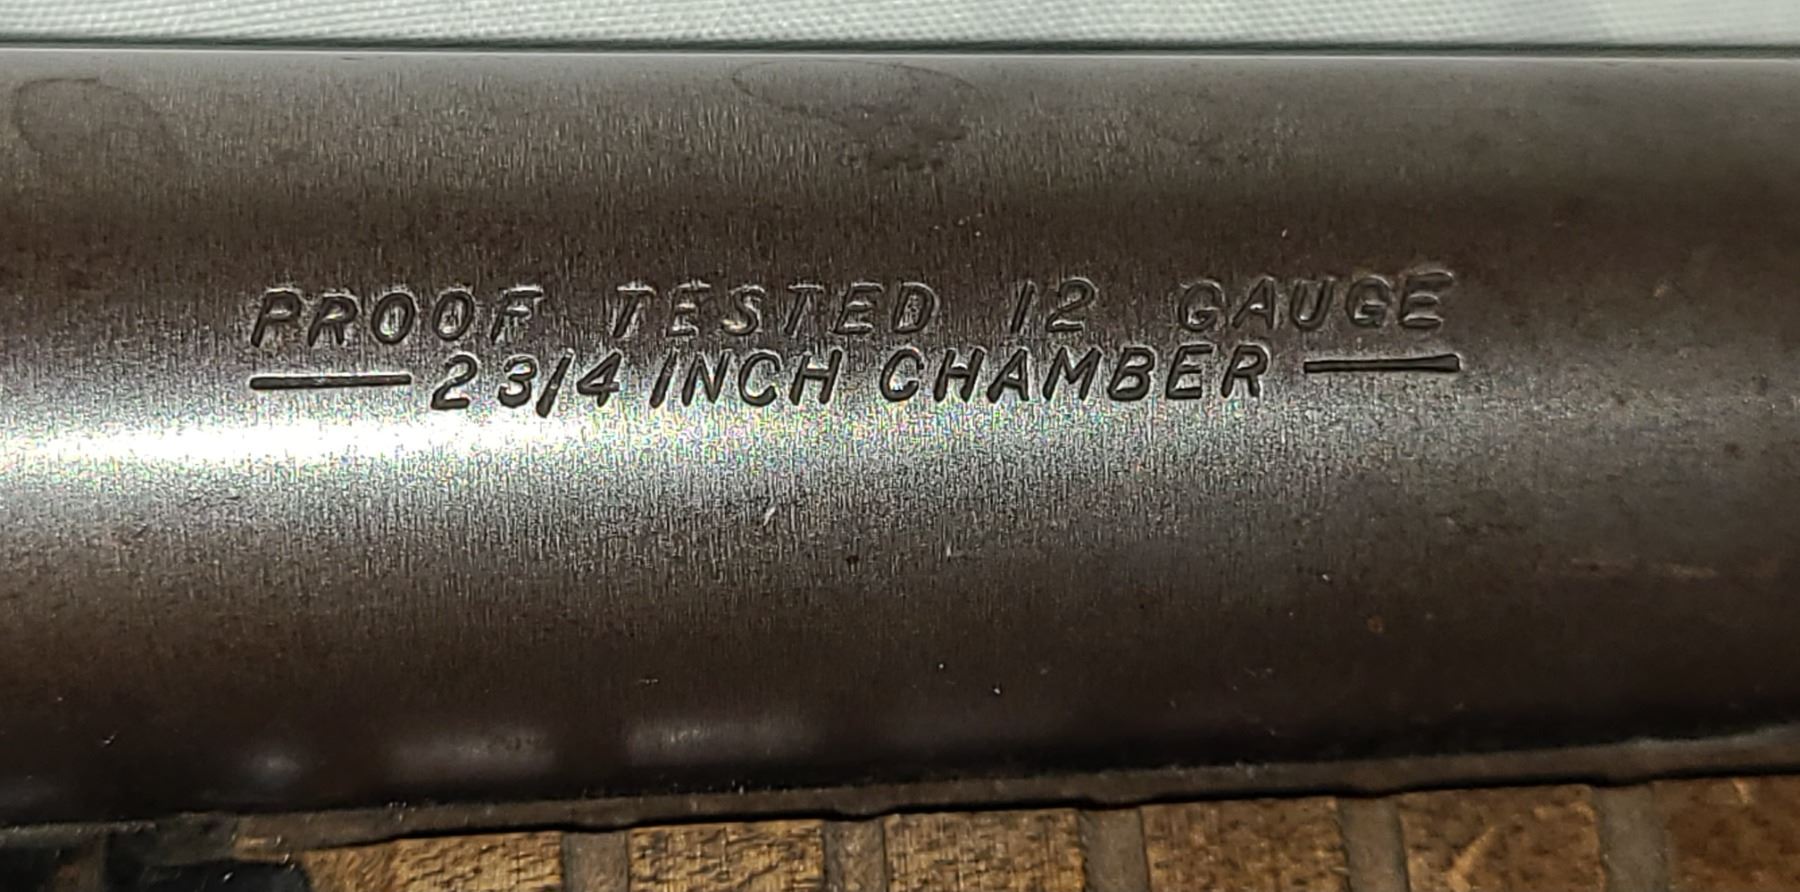 PROOF TESTED 12 GAUGE
— 2 3/4 INCH CHAMBER —